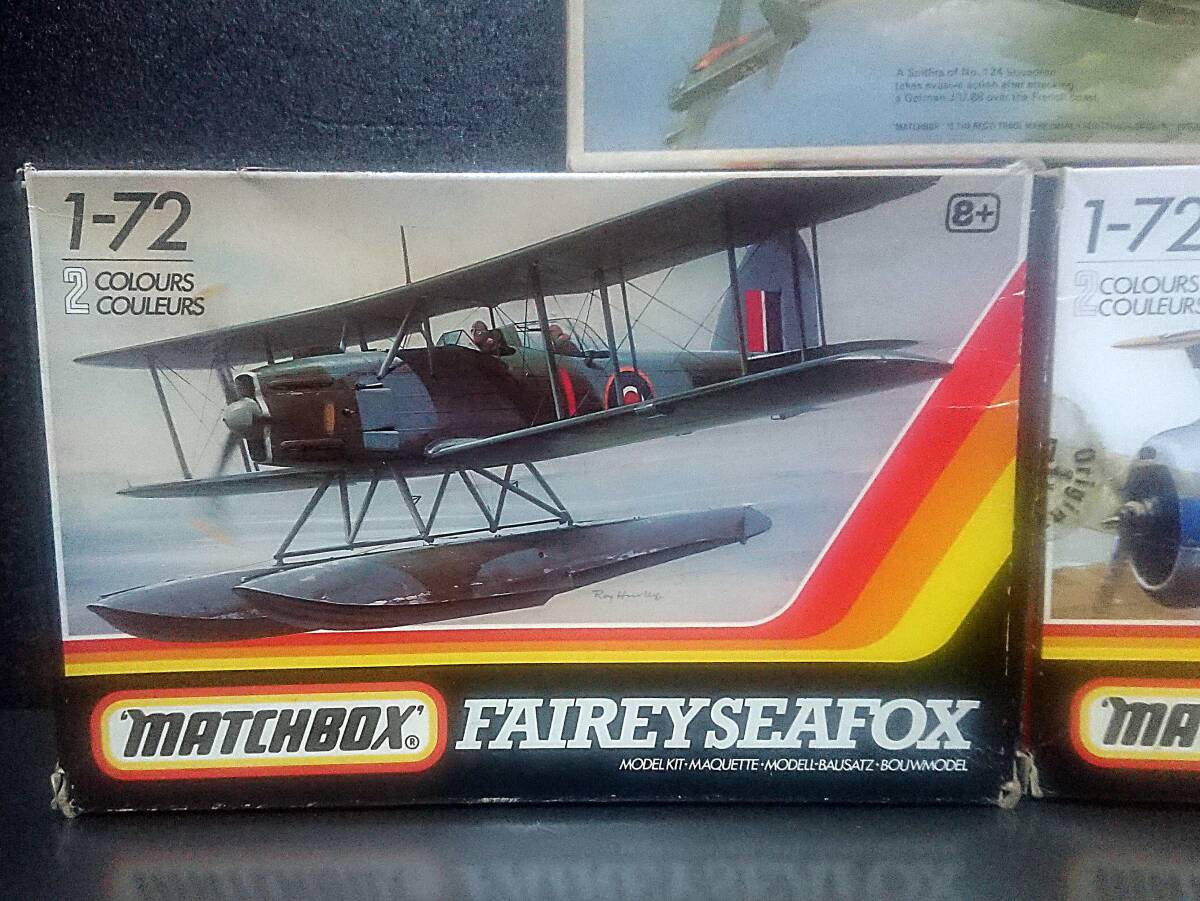 A Spitfire of No. 124 Squadron
takes evasive action after attacking
a German JU 88 over the French coast.
1-72
2 COLOURS
COULEURS
8+
Roy Huxley
'MATCHBOX'®
FAIREY SEAFOX
MODEL KIT·MAQUETTE·MODELL-BAUSATZ·BOUWMODEL
1-72
2 COLOURS
COULEURS
Origin
'MA